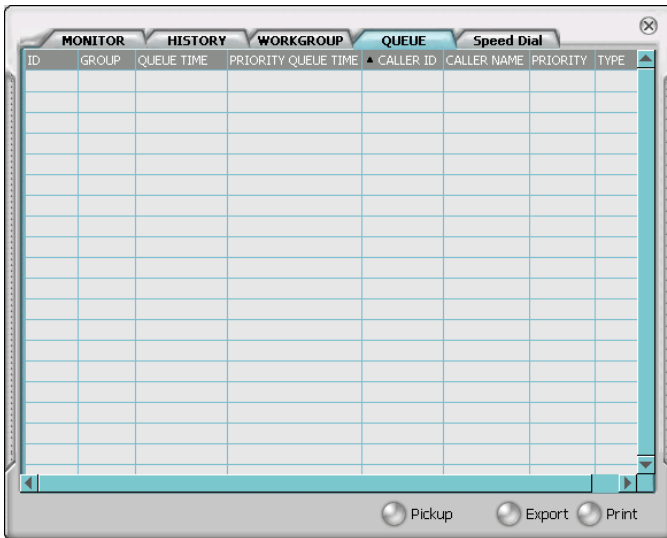 MONITOR HISTORY WORKGROUP QUEUE Speed Dial
ID GROUP QUEUE TIME PRIORITY QUEUE TIME ▲ CALLER ID CALLER NAME PRIORITY TYPE
Pickup Export Print